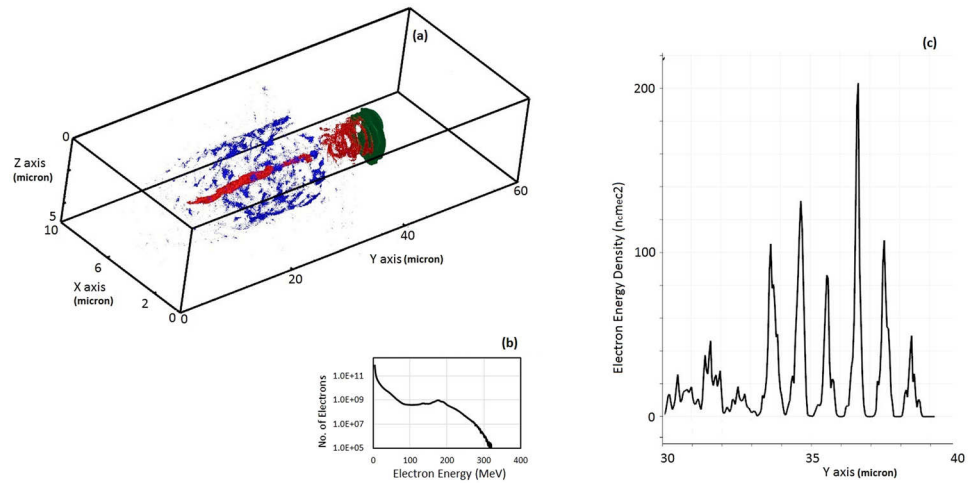 (a)
0
Z axis
(micron)
5
10
6
X axis
(micron)
2
0
0
20
40
60
Y axis (micron)
(b)
No. of Electrons
1.0E+11
1.0E+09
1.0E+07
1.0E+05
0
100
200
300
400
Electron Energy (MeV)
(c)
Electron Energy Density (ncmec2)
200
100
0
30
35
40
Y axis (micron)